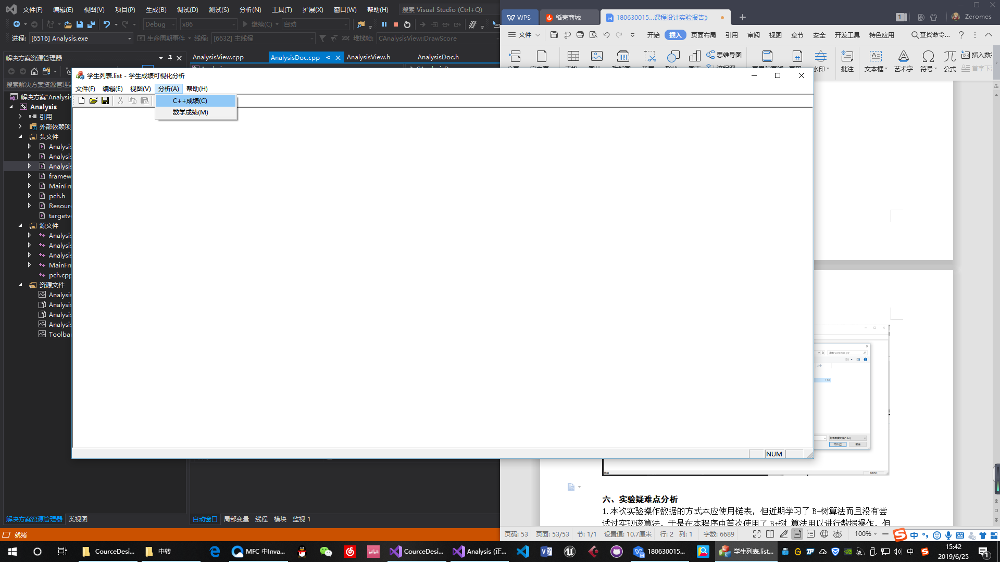 文件(F) 编辑(E) 视图(V) 项目(P) 生成(B) 调试(D) 测试(S) 分析(N) 工具(T) 扩展(X) 窗口(W) 帮助(H) 搜索 Visual Studio (Ctrl+Q)
Debug x86 继续(C) 自动
进程: [6516] Analysis.exe 生命周期事件 线程: [6632] 主线程 堆栈帧: CAnalysisView::DrawScore
解决方案资源管理器
AnalysisView.cpp AnalysisDoc.cpp AnalysisView.h AnalysisDoc.h
搜索解决方案资源管理器
解决方案"Analysis
Analysis
引用
外部依赖项
头文件
Analysis
Analysis
Analysis
framew
MainFrm
pch.h
Resourc
targetve
源文件
Analysis
Analysis
Analysis
MainFrm
pch.cpp
资源文件
Analysis
Analysis
Analysis
Analysis
Toolbar
解决方案资源管理器 类视图
自动窗口 局部变量 线程 模块 监视 1
就绪
学生列表.list - 学生成绩可视化分析
文件(F) 编辑(E) 视图(V) 分析(A) 帮助(H)
C++成绩(C)
数学成绩(M)
NUM
WPS 稻壳商城 180630015...课程设计实验报告》 1 Zeromes
文件 开始 插入 页面布局 引用 审阅 视图 章节 安全 开发工具 特色应用 查找命令...
思维导图
批注 文本框 艺术字 符号 公式 插入数字
首字下沉
水印
打开(O) 取消
NUM
六、实验疑难点分析
1.本次实验操作数据的方式本应使用链表，但近期学习了 B+树算法而且没有尝
试过实现该算法，于是在本程序中首次使用了 B+树 算法用以进行数据操作，但
页码: 53 页面: 53/53 节: 1/1 设置值: 10.7厘米 行: 2 列: 1 字数: 6689 100%
中
CourceDesi... 中转 MFC 中Inva... CourceDesi... Analysis (正... 180630015... 学生列表.list... 中
15:42
2019/6/25
1